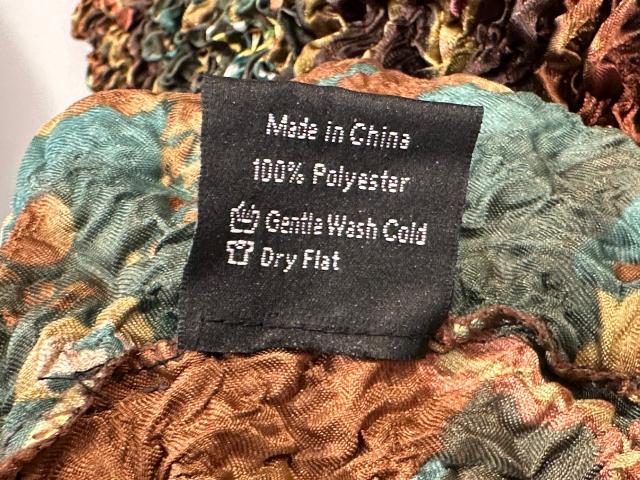 Made in China
100% Polyester
Gentle Wash Cold
Dry Flat